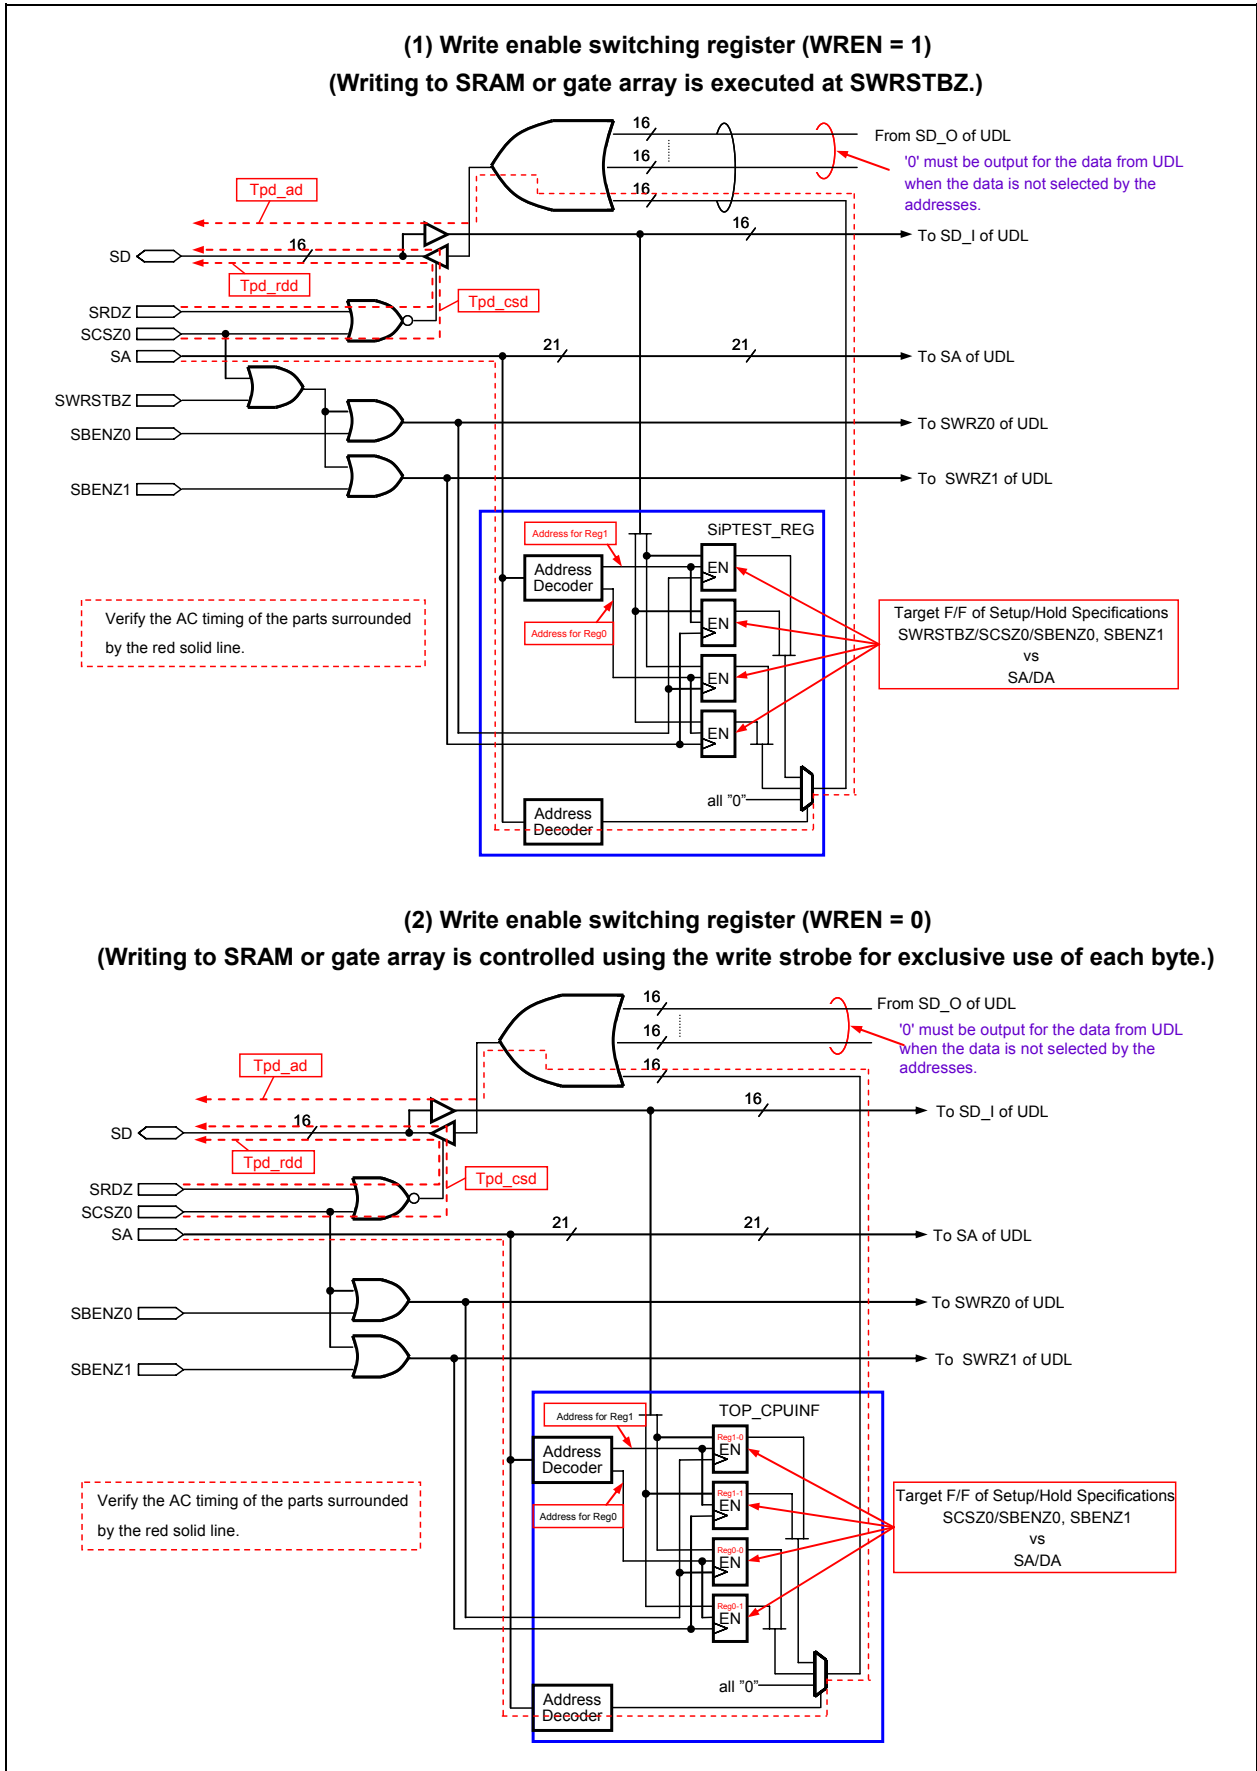 (1) Write enable switching register (WREN = 1)
(Writing to SRAM or gate array is executed at SWRSTBZ.)
16
From SD_O of UDL
16
'0' must be output for the data from UDL
when the data is not selected by the
addresses.
16
Tpd_ad
16
To SD_I of UDL
SD
16
Tpd_rdd
Tpd_csd
SRDZ
SCSZ0
SA
21
21
To SA of UDL
SWRSTBZ
SBENZ0
To SWRZ0 of UDL
SBENZ1
To SWRZ1 of UDL
SiPTEST_REG
Address for Reg1
Address
Decoder
EN
Address for Reg0
EN
EN
EN
Verify the AC timing of the parts surrounded
by the red solid line.
Target F/F of Setup/Hold Specifications
SWRSTBZ/SCSZ0/SBENZ0, SBENZ1
vs
SA/DA
all "0"
Address
Decoder
(2) Write enable switching register (WREN = 0)
(Writing to SRAM or gate array is controlled using the write strobe for exclusive use of each byte.)
16
From SD_O of UDL
16
'0' must be output for the data from UDL
when the data is not selected by the
addresses.
16
Tpd_ad
16
To SD_I of UDL
SD
16
Tpd_rdd
Tpd_csd
SRDZ
SCSZ0
SA
21
21
To SA of UDL
SBENZ0
To SWRZ0 of UDL
SBENZ1
To SWRZ1 of UDL
TOP_CPUINF
Address for Reg1
Address
Decoder
Reg1-0
EN
Address for Reg0
Reg1-1
EN
Reg0-0
EN
Reg0-1
EN
Verify the AC timing of the parts surrounded
by the red solid line.
Target F/F of Setup/Hold Specifications
SCSZ0/SBENZ0, SBENZ1
vs
SA/DA
all "0"
Address
Decoder